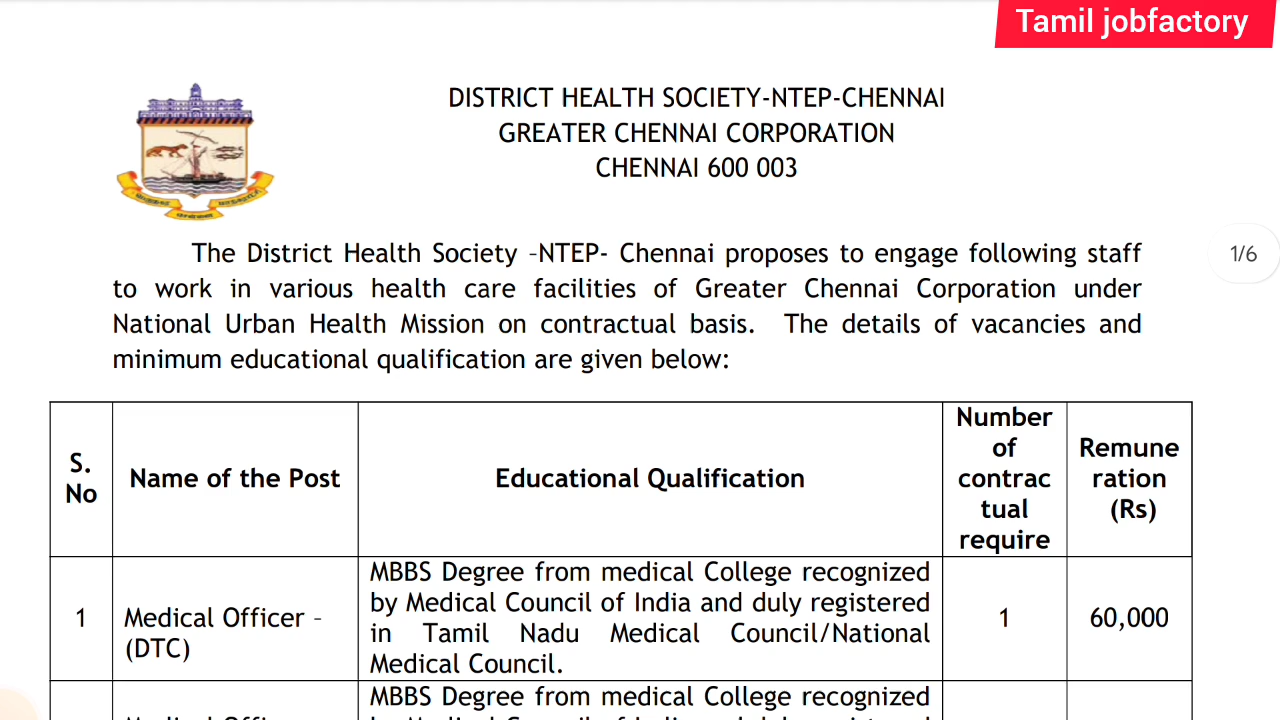 Tamil jobfactory
DISTRICT HEALTH SOCIETY-NTEP-CHENNAI
GREATER CHENNAI CORPORATION
CHENNAI 600 003
The District Health Society –NTEP- Chennai proposes to engage following staff
to work in various health care facilities of Greater Chennai Corporation under
National Urban Health Mission on contractual basis. The details of vacancies and
minimum educational qualification are given below:
1/6
S.
No
Name of the Post
Educational Qualification
Number
of
contrac
tual
require
Remune
ration
(Rs)
1
Medical Officer –
(DTC)
MBBS Degree from medical College recognized
by Medical Council of India and duly registered
in Tamil Nadu Medical Council/National
Medical Council.
1
60,000
MBBS Degree from medical College recognized